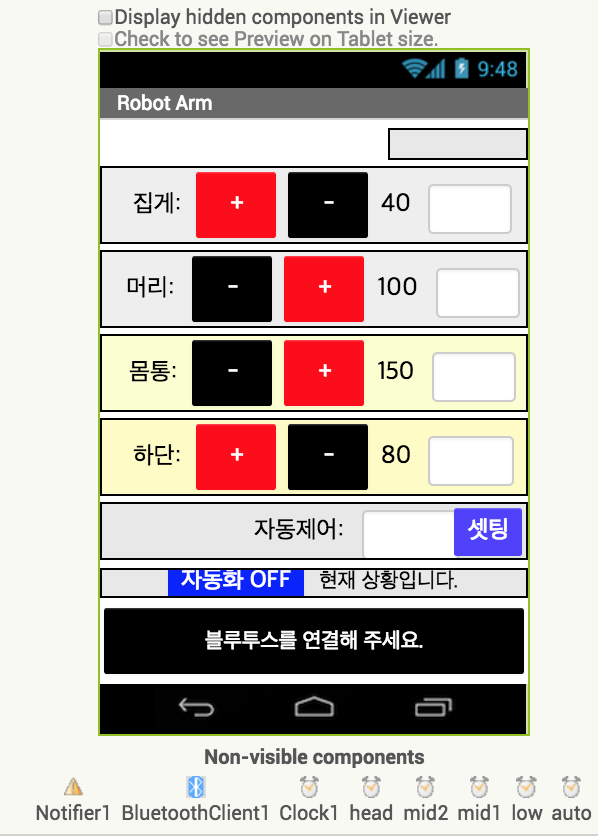 Display hidden components in Viewer
Check to see Preview on Tablet size.
9:48
Robot Arm
집게: + - 40
머리: - + 100
몸통: - + 150
하단: + - 80
자동제어: 셋팅
자동화 OFF 현재 상황입니다.
블루투스를 연결해 주세요.
Non-visible components
Notifier1 BluetoothClient1 Clock1 head mid2 mid1 low auto